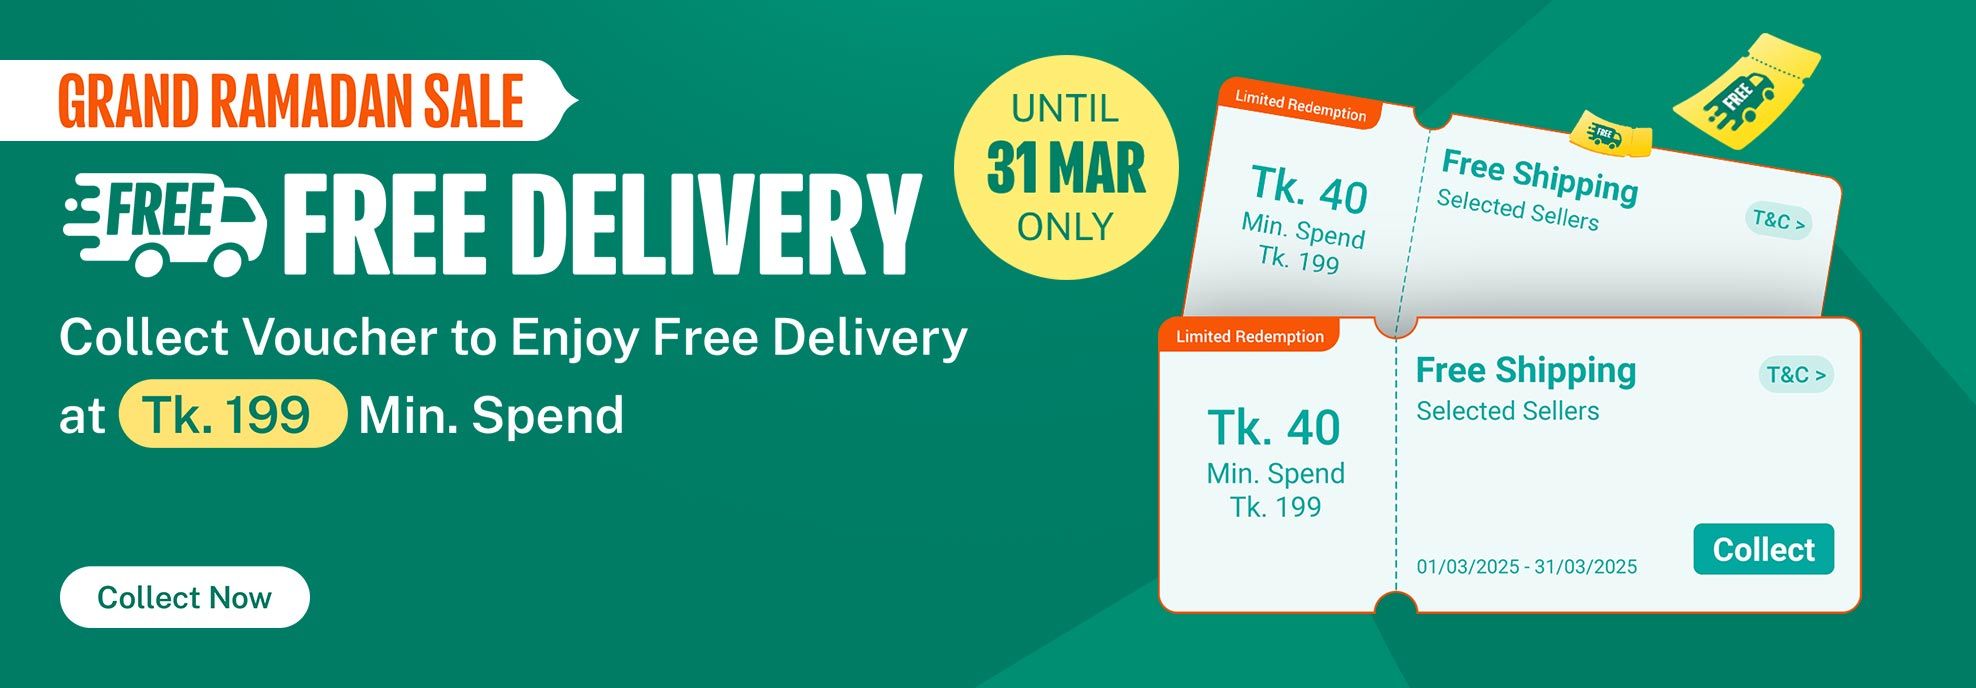 GRAND RAMADAN SALE
FREE FREE DELIVERY
Collect Voucher to Enjoy Free Delivery
at Tk. 199 Min. Spend
Collect Now
UNTIL
31 MAR
ONLY
Limited Redemption
Tk. 40
Min. Spend
Tk. 199
Free Shipping
Selected Sellers
T&C >
FREE
FREE
Limited Redemption
Tk. 40
Min. Spend
Tk. 199
Free Shipping
Selected Sellers
T&C >
01/03/2025 - 31/03/2025
Collect